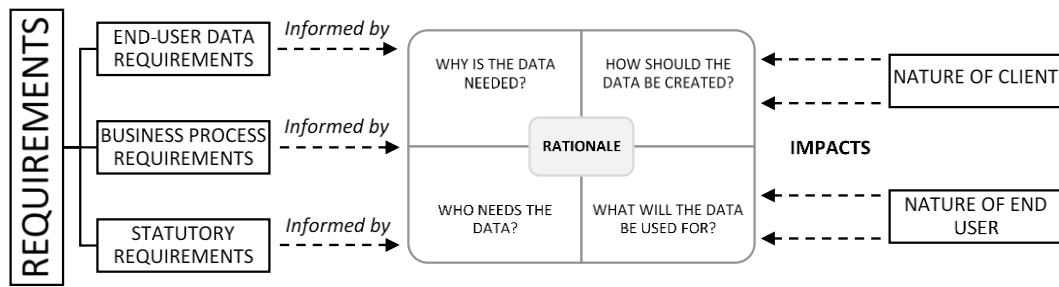 REQUIREMENTS
END-USER DATA
REQUIREMENTS
BUSINESS PROCESS
REQUIREMENTS
STATUTORY
REQUIREMENTS
Informed by
Informed by
Informed by
WHY IS THE DATA
NEEDED?
HOW SHOULD THE
DATA BE CREATED?
RATIONALE
WHO NEEDS THE
DATA?
WHAT WILL THE DATA
BE USED FOR?
IMPACTS
NATURE OF CLIENT
NATURE OF END
USER